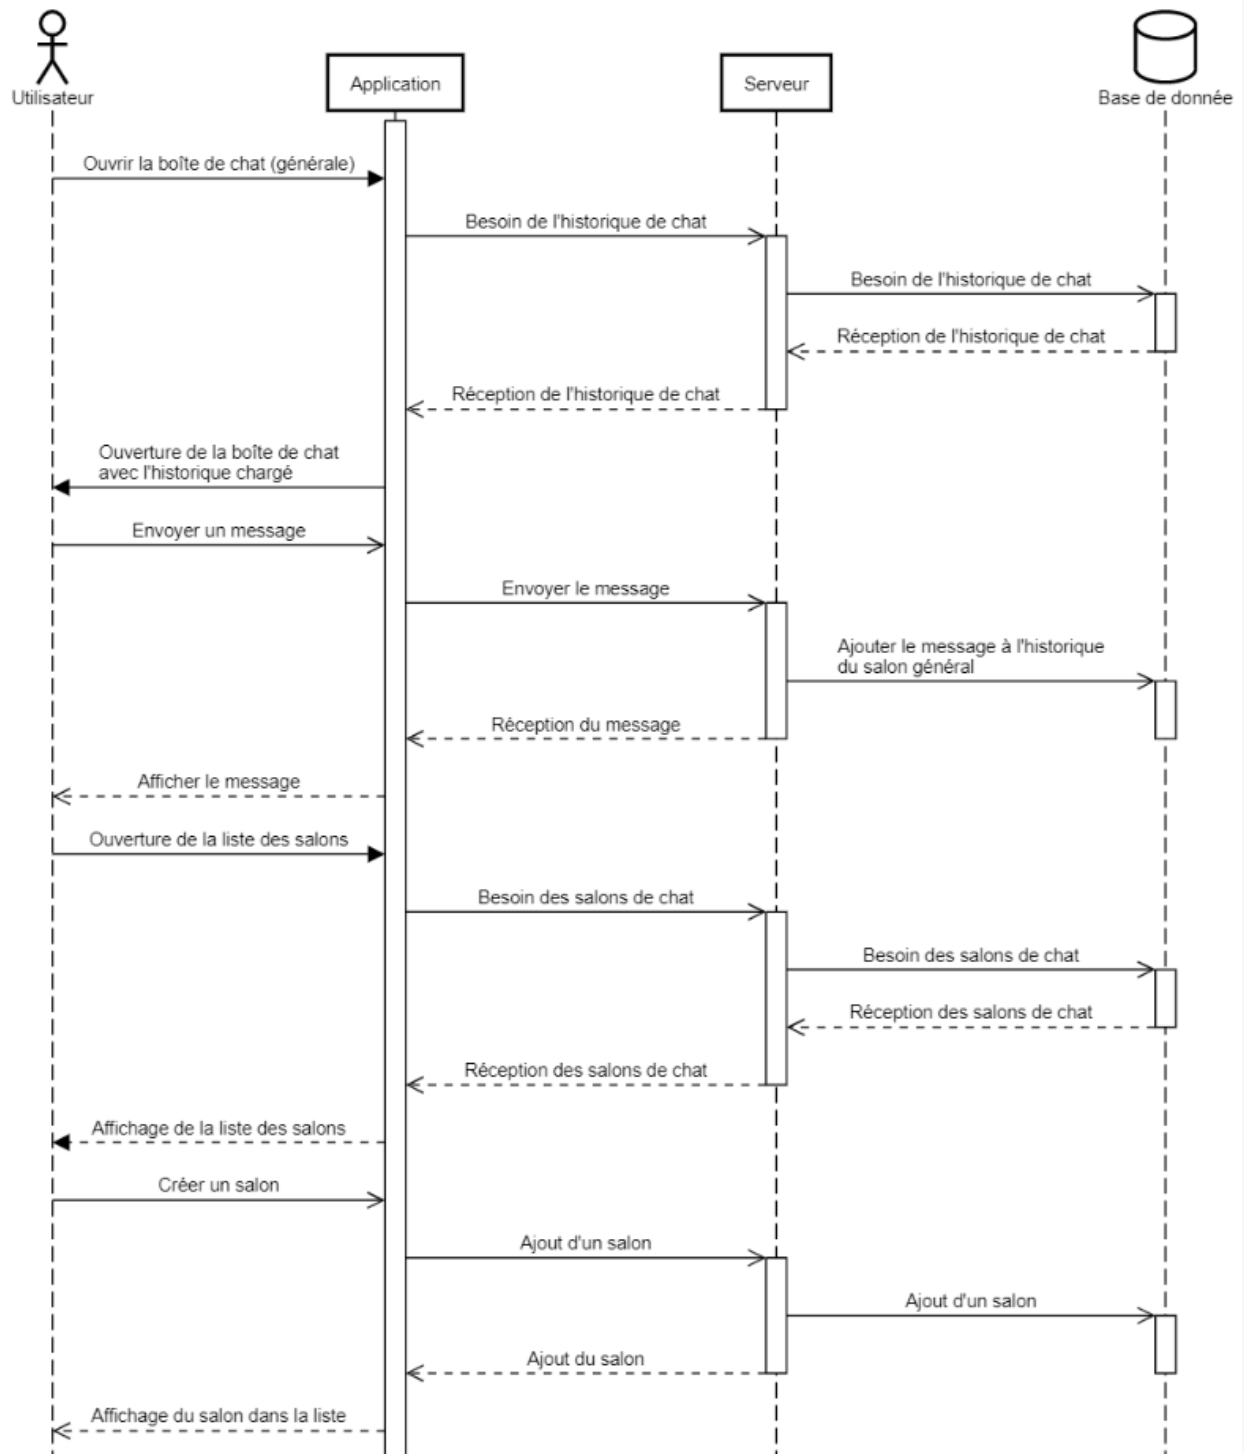 Utilisateur
Application
Serveur
Base de donnée
Ouvrir la boîte de chat (générale)
Besoin de l'historique de chat
Besoin de l'historique de chat
Réception de l'historique de chat
Réception de l'historique de chat
Ouverture de la boîte de chat
avec l'historique chargé
Envoyer un message
Envoyer le message
Ajouter le message à l'historique
du salon général
Réception du message
Afficher le message
Ouverture de la liste des salons
Besoin des salons de chat
Besoin des salons de chat
Réception des salons de chat
Réception des salons de chat
Affichage de la liste des salons
Créer un salon
Ajout d'un salon
Ajout d'un salon
Ajout du salon
Affichage du salon dans la liste